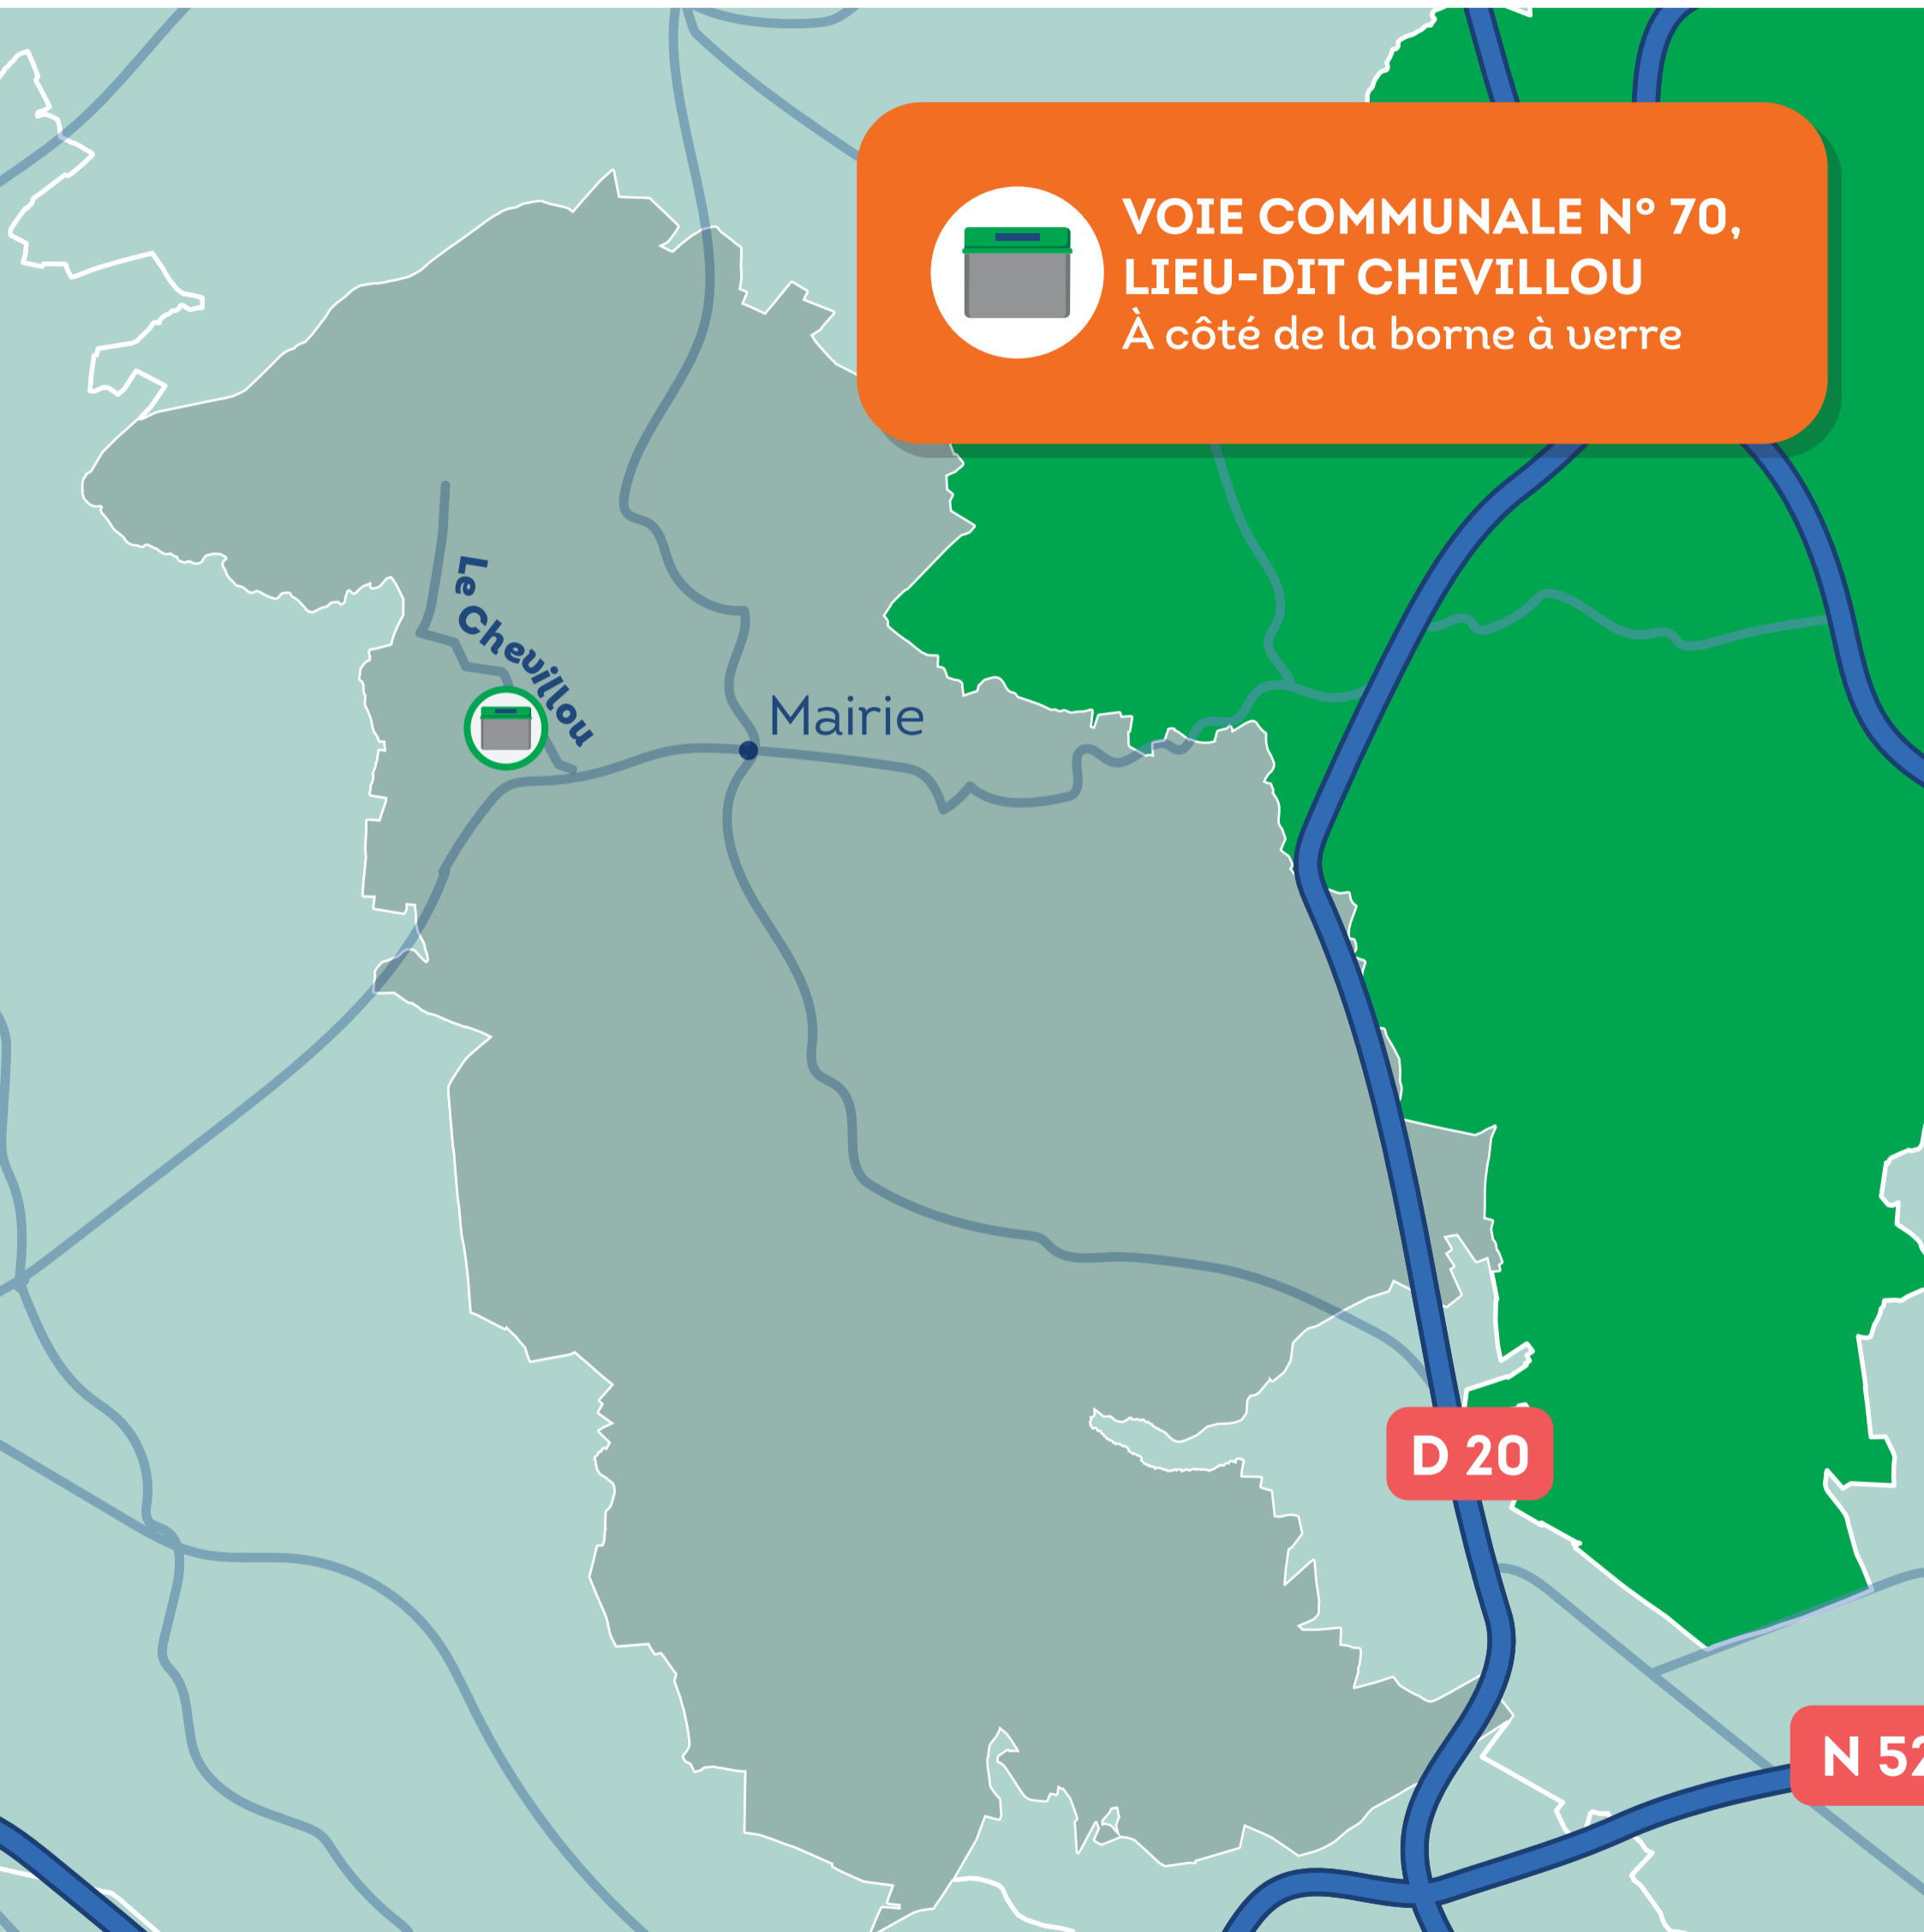 VOIE COMMUNALE N° 70,
LIEU-DIT CHEVILLOU
À côté de la borne à verre
Le Chevillou
Mairie
D 20
N 52